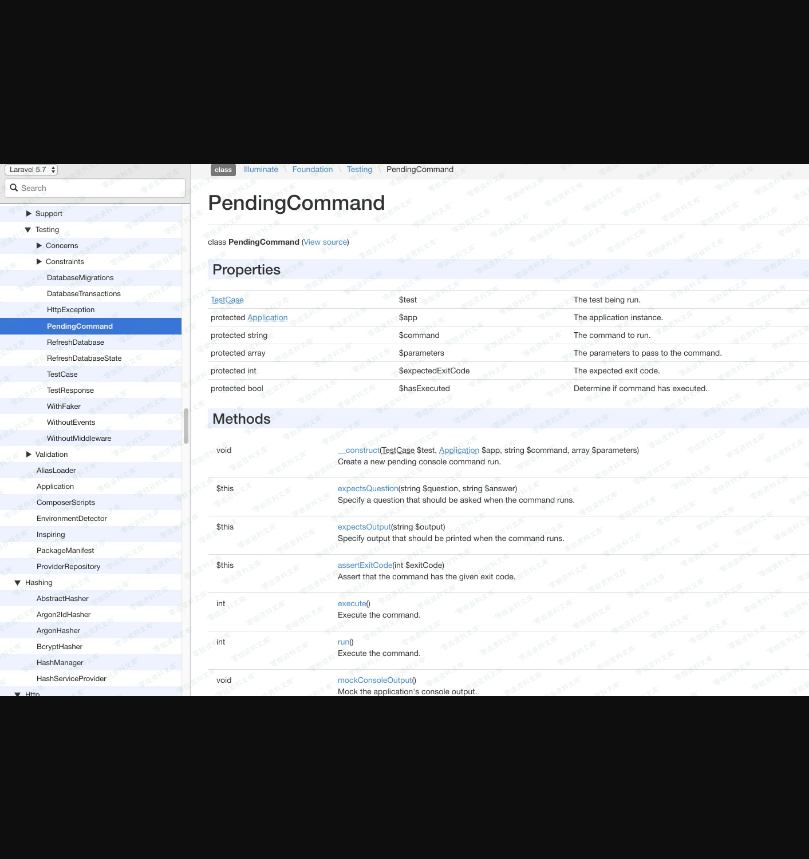 Laravel 5.7
Search
Support
Testing
Concerns
Constraints
DatabaseMigrations
DatabaseTransactions
HttpException
PendingCommand
RefreshDatabase
RefreshDatabaseState
TestCase
TestResponse
WithFaker
WithoutEvents
WithoutMiddleware
Validation
AliasLoader
Application
ComposerScripts
EnvironmentDetector
Inspiring
PackageManifest
ProviderRepository
Hashing
AbstractHasher
Argon2IdHasher
ArgonHasher
BcryptHasher
HashManager
HashServiceProvider
Http
class Illuminate \ Foundation \ Testing \ PendingCommand
PendingCommand
class PendingCommand (View source)
Properties
TestCase $test The test being run.
protected Application $app The application instance.
protected string $command The command to run.
protected array $parameters The parameters to pass to the command.
protected int $expectedExitCode The expected exit code.
protected bool $hasExecuted Determine if command has executed.
Methods
void __construct(TestCase $test, Application $app, string $command, array $parameters)
Create a new pending console command run.
$this expectsQuestion(string $question, string $answer)
Specify a question that should be asked when the command runs.
$this expectsOutput(string $output)
Specify output that should be printed when the command runs.
$this assertExitCode(int $exitCode)
Assert that the command has the given exit code.
int execute()
Execute the command.
int run()
Execute the command.
void mockConsoleOutput()
Mock the application's console output.